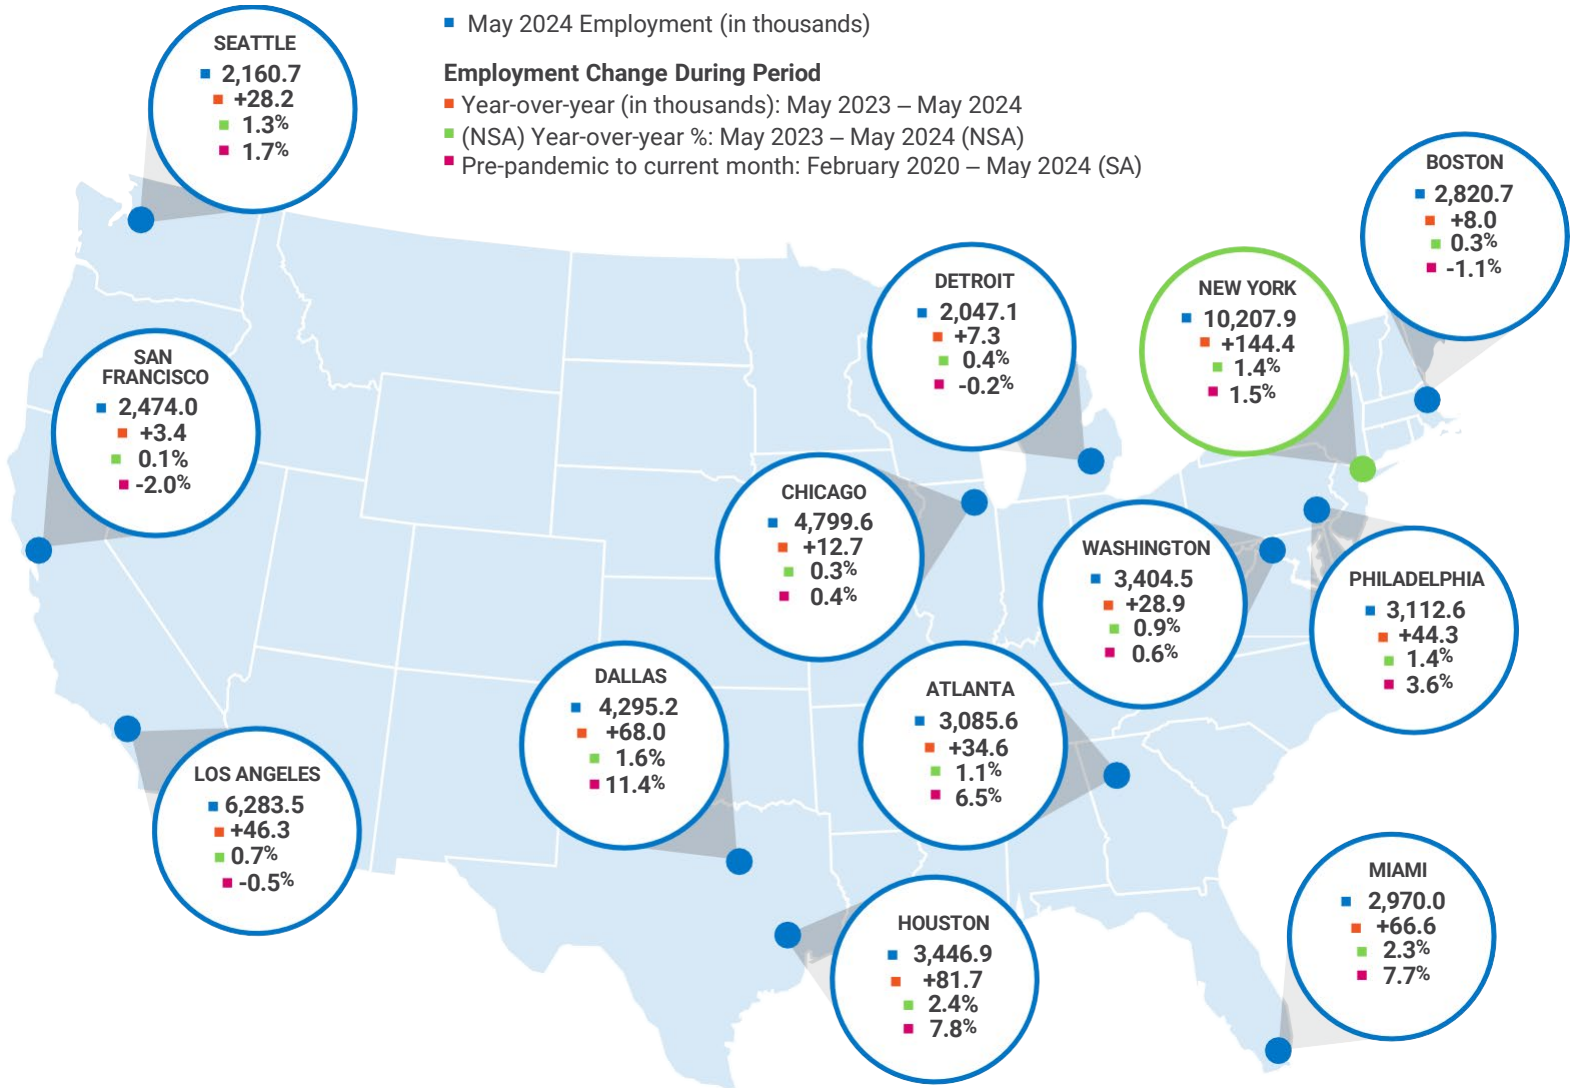 May 2024 Employment (in thousands)
Employment Change During Period
Year-over-year (in thousands): May 2023 – May 2024
(NSA) Year-over-year %: May 2023 – May 2024 (NSA)
Pre-pandemic to current month: February 2020 – May 2024 (SA)
SEATTLE
2,160.7
+28.2
1.3%
1.7%
BOSTON
2,820.7
+8.0
0.3%
-1.1%
DETROIT
2,047.1
+7.3
0.4%
-0.2%
NEW YORK
10,207.9
+144.4
1.4%
1.5%
SAN
FRANCISCO
2,474.0
+3.4
0.1%
-2.0%
CHICAGO
4,799.6
+12.7
0.3%
0.4%
WASHINGTON
3,404.5
+28.9
0.9%
0.6%
PHILADELPHIA
3,112.6
+44.3
1.4%
3.6%
DALLAS
4,295.2
+68.0
1.6%
11.4%
ATLANTA
3,085.6
+34.6
1.1%
6.5%
LOS ANGELES
6,283.5
+46.3
0.7%
-0.5%
HOUSTON
3,446.9
+81.7
2.4%
7.8%
MIAMI
2,970.0
+66.6
2.3%
7.7%